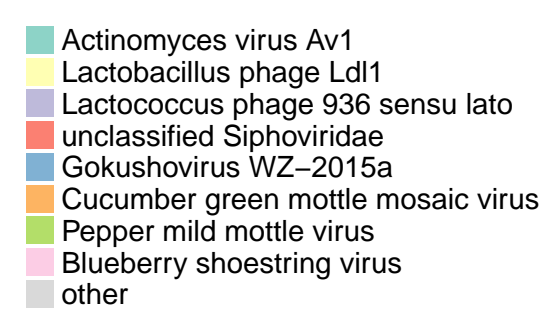 Actinomyces virus Av1
Lactobacillus phage Ldl1
Lactococcus phage 936 sensu lato
unclassified Siphoviridae
Gokushovirus WZ−2015a
Cucumber green mottle mosaic virus
Pepper mild mottle virus
Blueberry shoestring virus
other